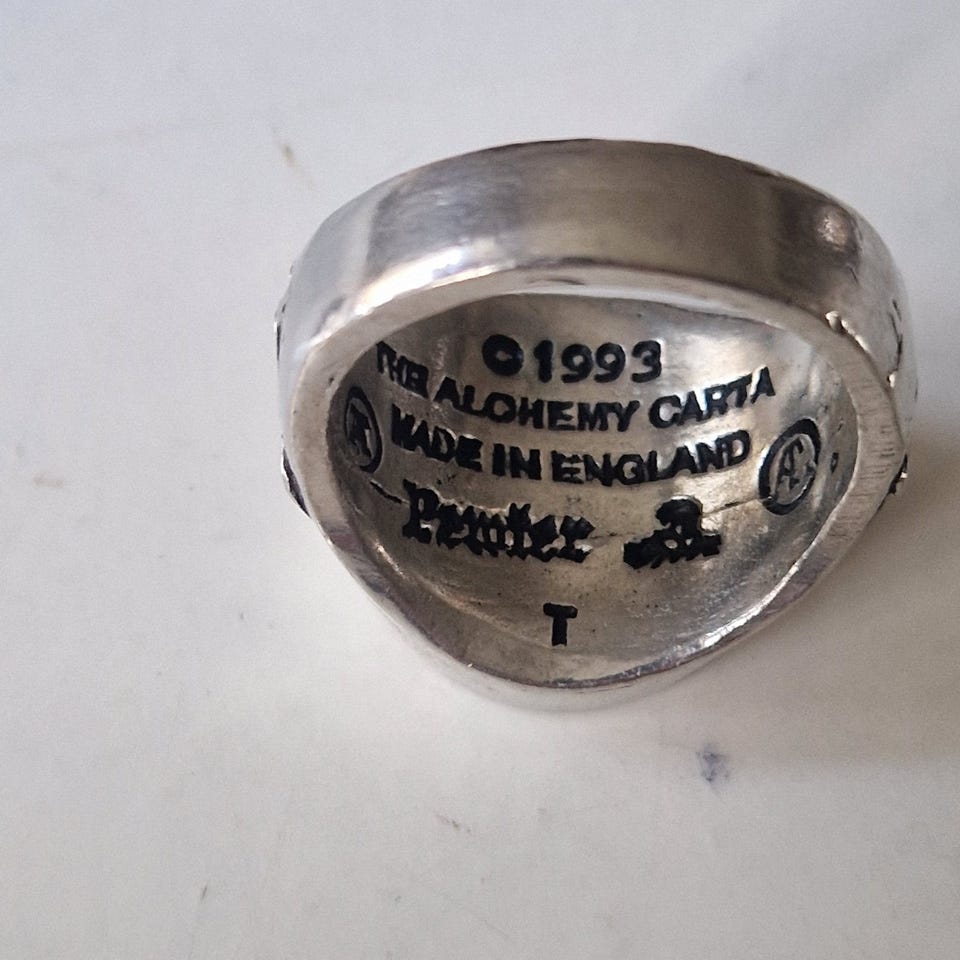 ©1993
THE ALCHEMY CARTA
MADE IN ENGLAND
Pewter
T